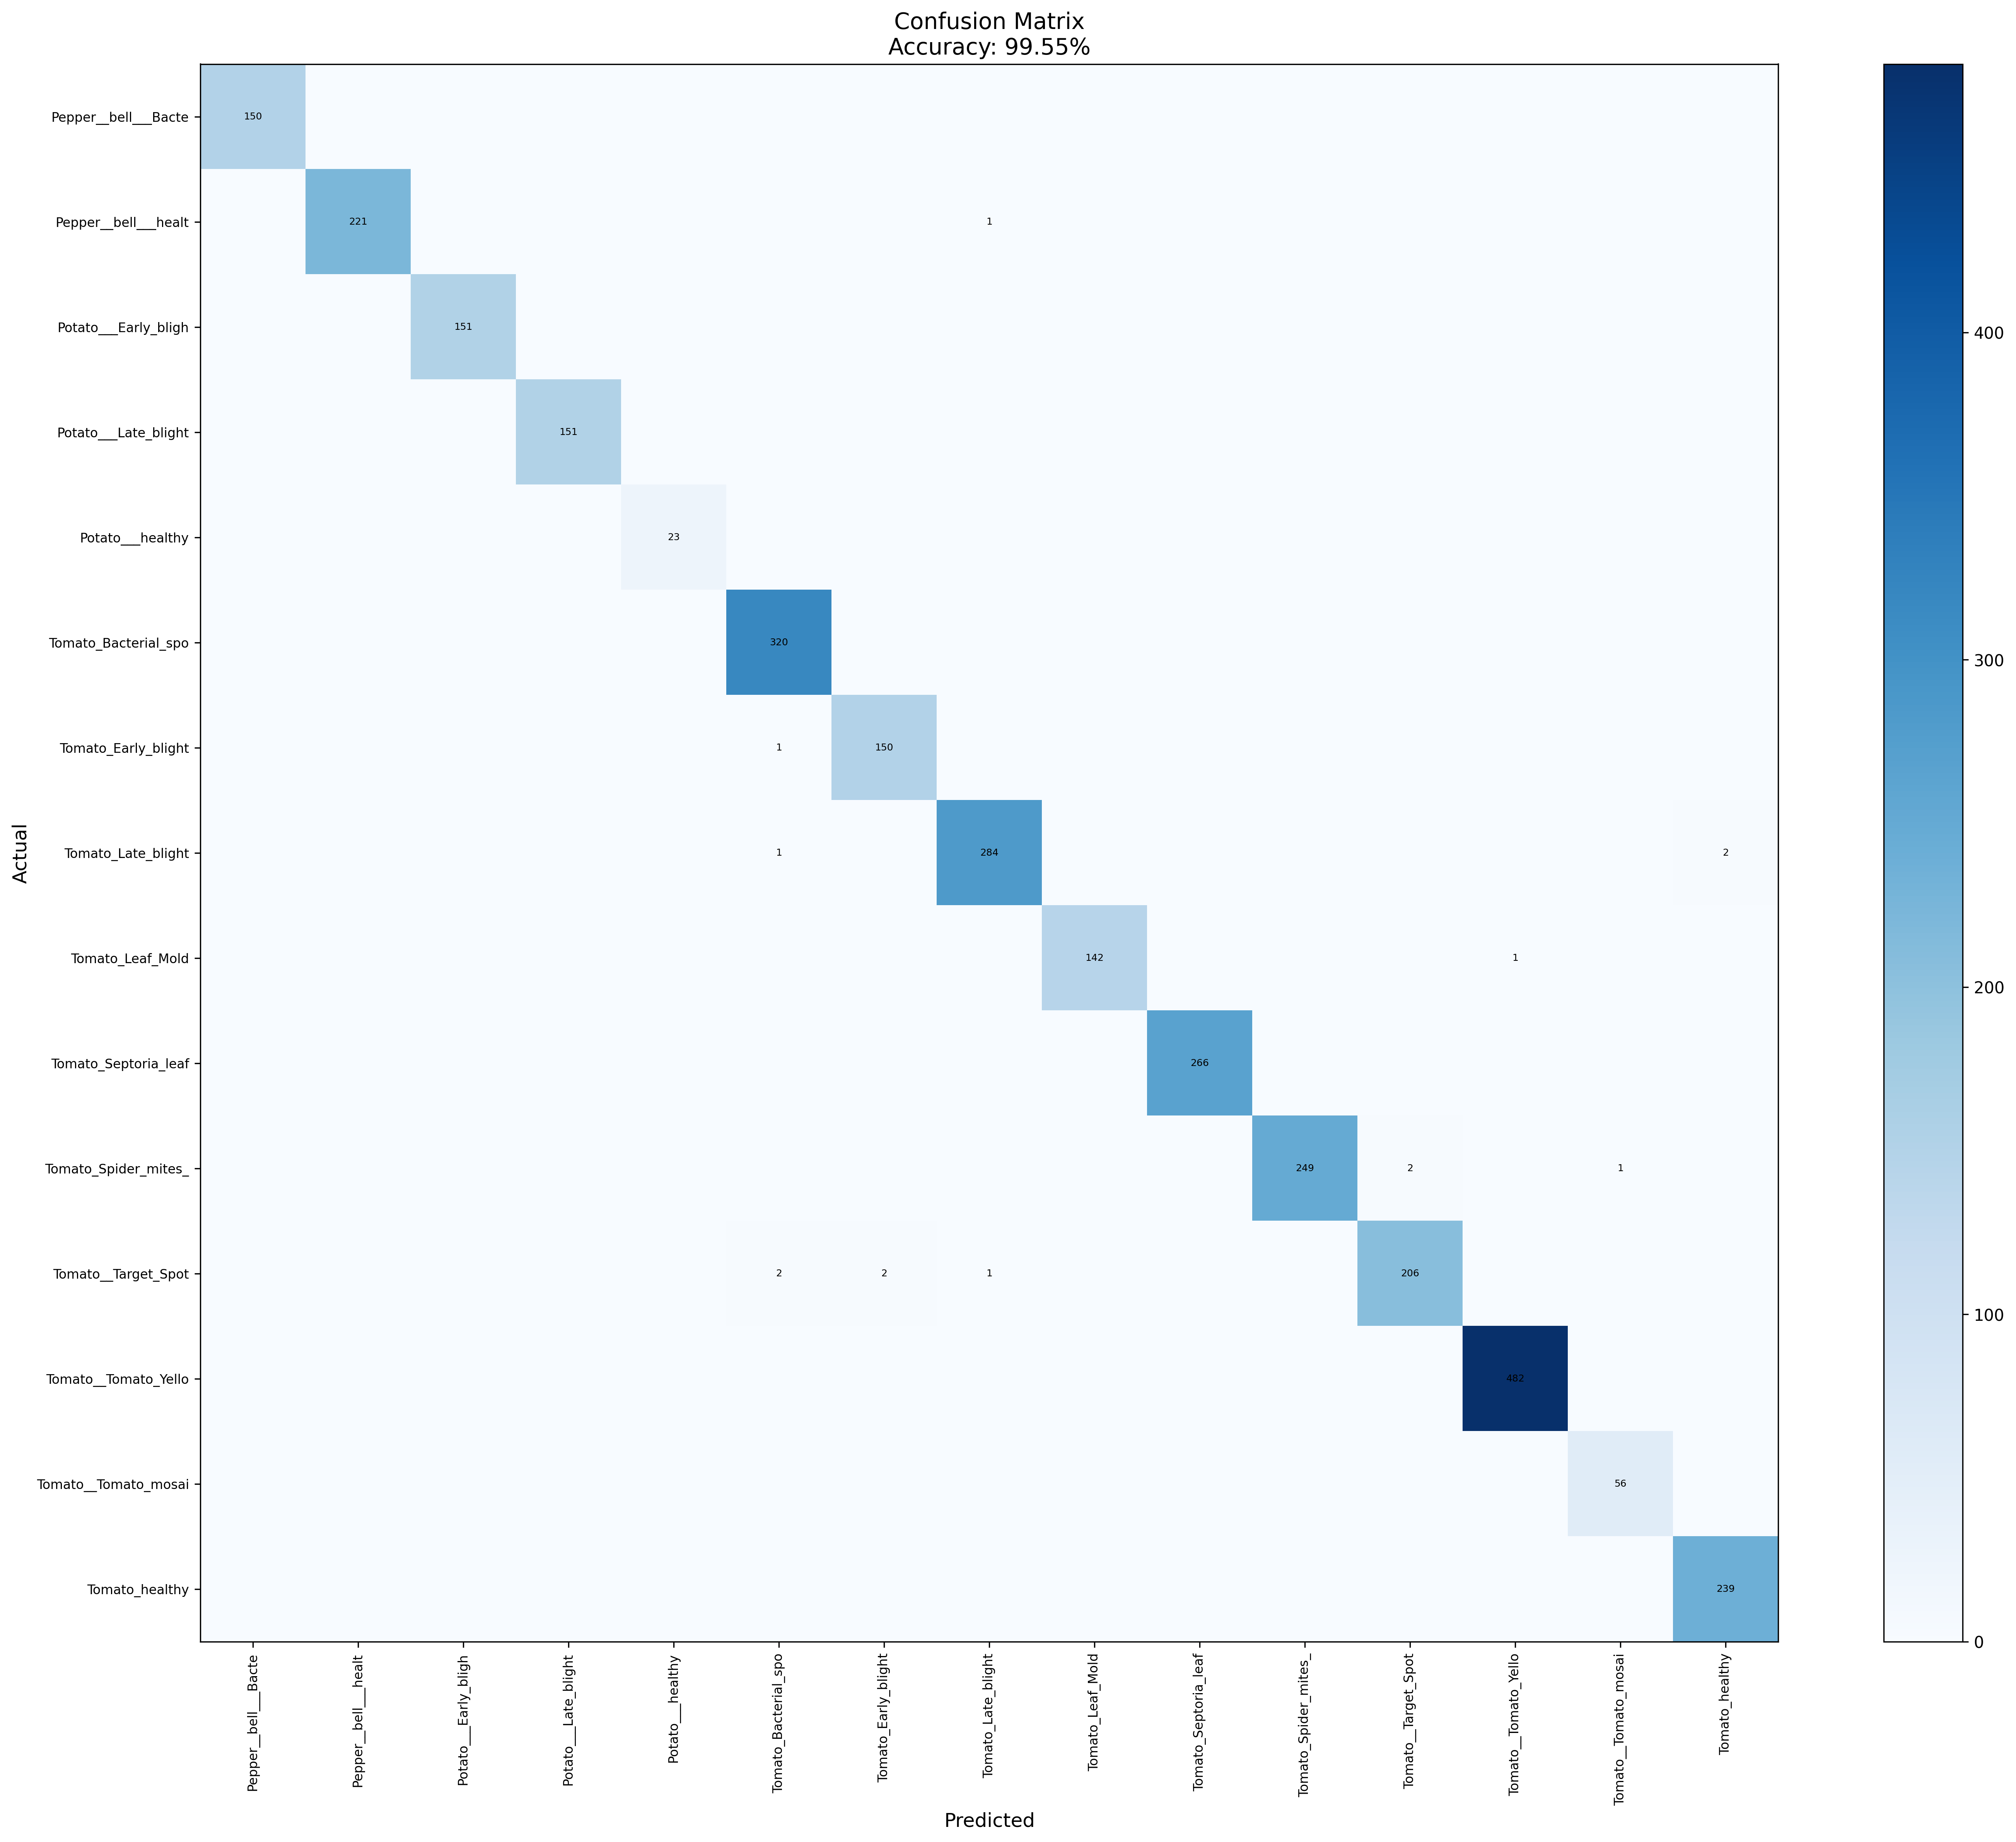 Confusion Matrix
Accuracy: 99.55%
Actual
Pepper__bell___Bacte 150
Pepper__bell___healt 221 1
Potato___Early_bligh 151
Potato___Late_blight 151
Potato___healthy 23
Tomato_Bacterial_spo 320
Tomato_Early_blight 1 150
Tomato_Late_blight 1 284 2
Tomato_Leaf_Mold 142 1
Tomato_Septoria_leaf 266
Tomato_Spider_mites_ 249 2 1
Tomato__Target_Spot 2 2 1 206
Tomato__Tomato_Yello 482
Tomato__Tomato_mosai 56
Tomato_healthy 239
Pepper__bell___Bacte
Pepper__bell___healt
Potato___Early_bligh
Potato___Late_blight
Potato___healthy
Tomato_Bacterial_spo
Tomato_Early_blight
Tomato_Late_blight
Tomato_Leaf_Mold
Tomato_Septoria_leaf
Tomato_Spider_mites_
Tomato__Target_Spot
Tomato__Tomato_Yello
Tomato__Tomato_mosai
Tomato_healthy
Predicted
400
300
200
100
0